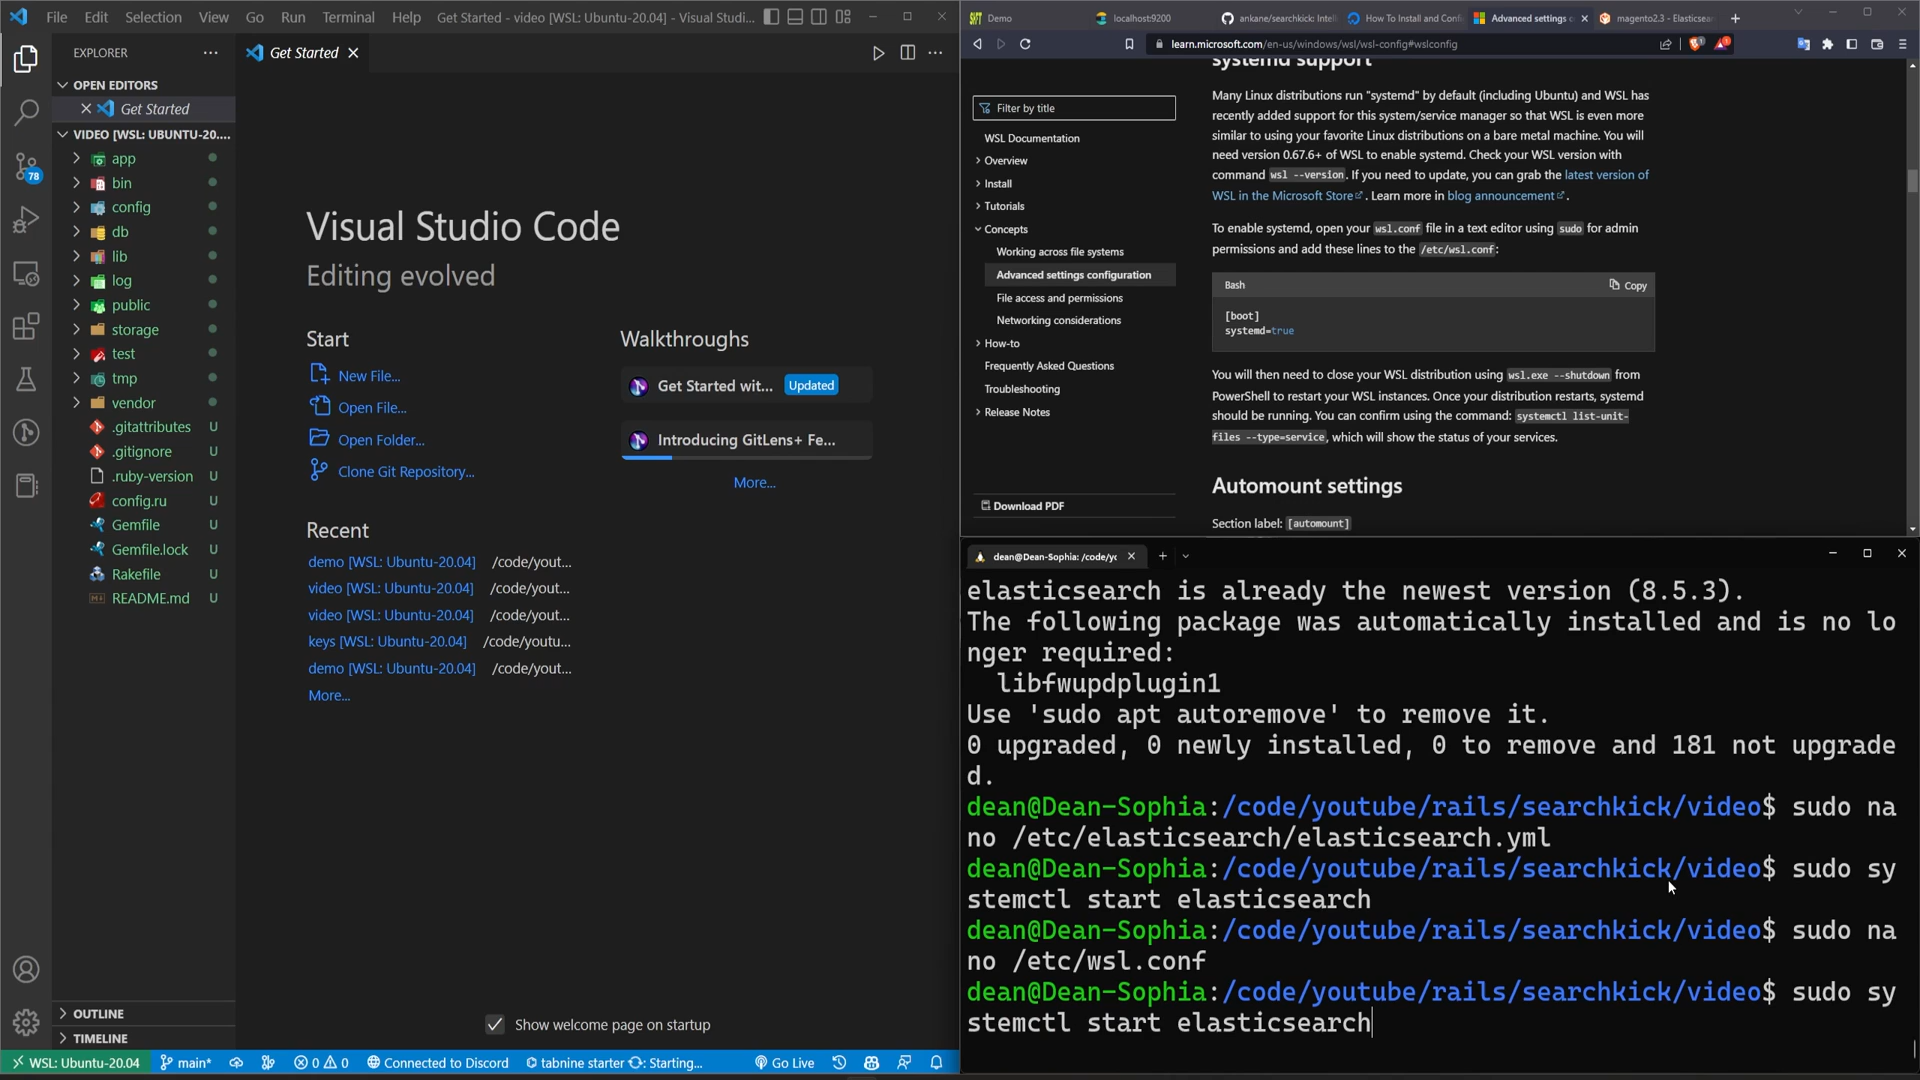 File Edit Selection View Go Run Terminal Help Get Started - video [WSL: Ubuntu-20.04] - Visual Studi...
EXPLORER
OPEN EDITORS
Get Started
VIDEO [WSL: UBUNTU-20....
app
bin
config
db
lib
log
public
storage
test
tmp
vendor
.gitattributes U
.gitignore U
.ruby-version U
config.ru U
Gemfile U
Gemfile.lock U
Rakefile U
README.md U
OUTLINE
TIMELINE
78
Get Started
Visual Studio Code
Editing evolved
Start
New File...
Open File...
Open Folder...
Clone Git Repository...
Recent
demo [WSL: Ubuntu-20.04] /code/yout...
video [WSL: Ubuntu-20.04] /code/yout...
video [WSL: Ubuntu-20.04] /code/yout...
keys [WSL: Ubuntu-20.04] /code/youtu...
demo [WSL: Ubuntu-20.04] /code/yout...
More...
Walkthroughs
Get Started wit... Updated
Introducing GitLens+ Fe...
More...
Show welcome page on startup
WSL: Ubuntu-20.04 main* 0 0 Connected to Discord tabnine starter Starting... Go Live
Demo localhost:9200 ankane/searchkick: Intell How To Install and Conf Advanced settings c magento2.3 - Elasticsea
learn.microsoft.com/en-us/windows/wsl/wsl-config#wslconfig
Filter by title
WSL Documentation
Overview
Install
Tutorials
Concepts
Working across file systems
Advanced settings configuration
File access and permissions
Networking considerations
How-to
Frequently Asked Questions
Troubleshooting
Release Notes
Download PDF
systemd support
Many Linux distributions run "systemd" by default (including Ubuntu) and WSL has
recently added support for this system/service manager so that WSL is even more
similar to using your favorite Linux distributions on a bare metal machine. You will
need version 0.67.6+ of WSL to enable systemd. Check your WSL version with
command wsl --version. If you need to update, you can grab the latest version of
WSL in the Microsoft Store. Learn more in blog announcement.
To enable systemd, open your wsl.conf file in a text editor using sudo for admin
permissions and add these lines to the /etc/wsl.conf:
Bash Copy
[boot]
systemd=true
You will then need to close your WSL distribution using wsl.exe --shutdown from
PowerShell to restart your WSL instances. Once your distribution restarts, systemd
should be running. You can confirm using the command: systemctl list-unit-
files --type=service, which will show the status of your services.
Automount settings
Section label: [automount]
dean@Dean-Sophia: /code/yo
elasticsearch is already the newest version (8.5.3).
The following package was automatically installed and is no lo
nger required:
libfwupdplugin1
Use 'sudo apt autoremove' to remove it.
0 upgraded, 0 newly installed, 0 to remove and 181 not upgrade
d.
dean@Dean-Sophia:/code/youtube/rails/searchkick/video$ sudo na
no /etc/elasticsearch/elasticsearch.yml
dean@Dean-Sophia:/code/youtube/rails/searchkick/video$ sudo sy
stemctl start elasticsearch
dean@Dean-Sophia:/code/youtube/rails/searchkick/video$ sudo na
no /etc/wsl.conf
dean@Dean-Sophia:/code/youtube/rails/searchkick/video$ sudo sy
stemctl start elasticsearch